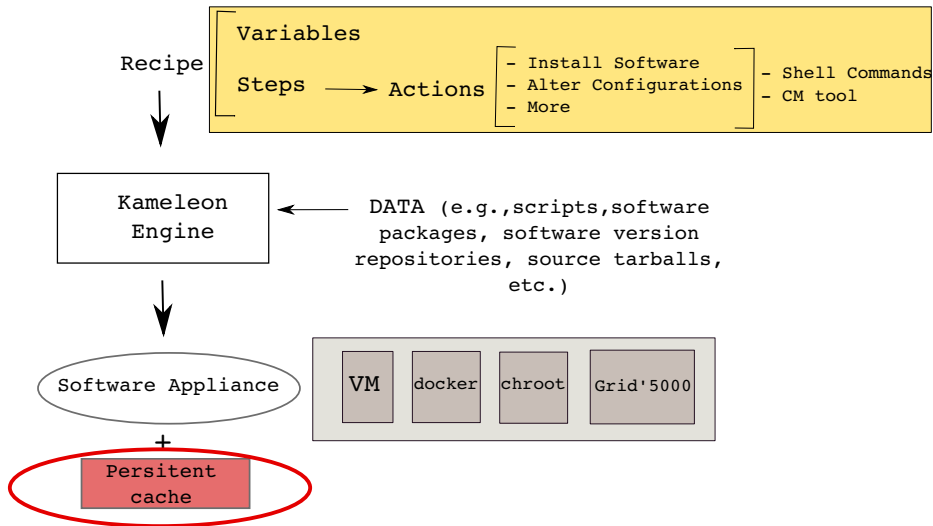 Recipe
Variables
Steps
Actions
– Install Software
– Alter Configurations
– More
– Shell Commands
– CM tool
Kameleon
Engine
DATA (e.g.,scripts,software
packages, software version
repositories, source tarballs,
etc.)
Software Appliance
VM
docker
chroot
Grid'5000
+
Persitent
cache